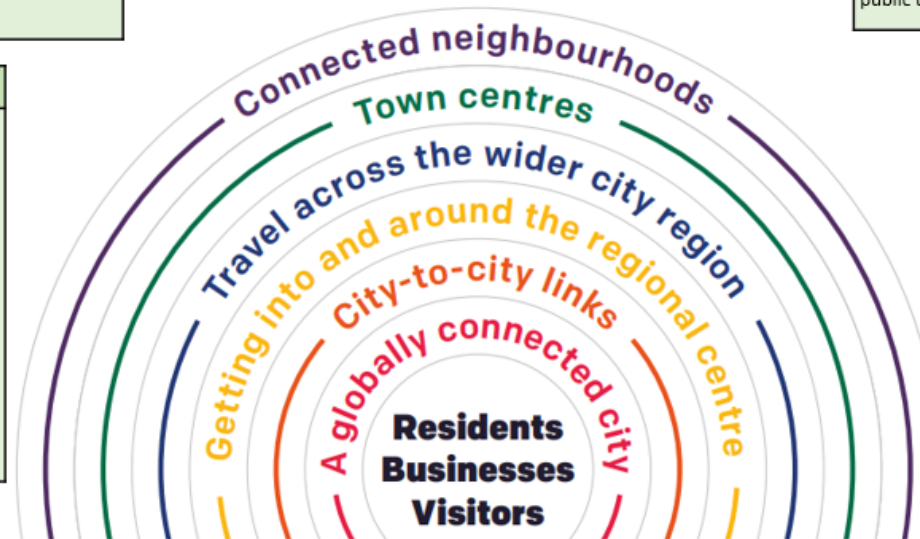 Connected neighbourhoods
Town centres
Travel across the wider city region
Getting into and around the regional centre
City-to-city links
A globally connected city
Residents
Businesses
Visitors